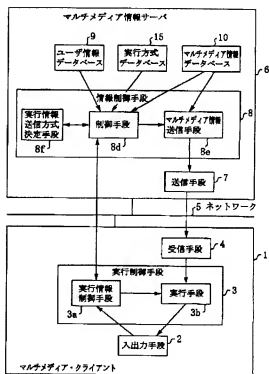 マルチメディア情報サーバ
9
15
10
ユーザ情報
データベース
実行方式
データベース
マルチメディア情報
データベース
6
情報制御手段
8
実行情報
送信方式
決定手段
8f
制御手段
8d
マルチメディア情報
送信手段
8e
送信手段
7
5 ネットワーク
受信手段
4
1
実行制御手段
3
実行情報
制御手段
3a
実行手段
3b
入出力手段
2
マルチメディア・クライアント